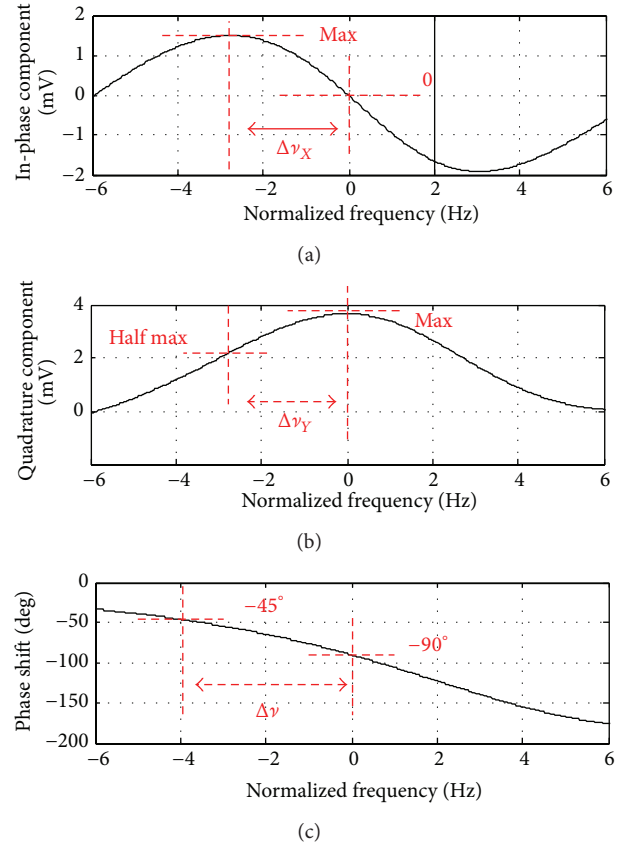 2
Max
1
0
0
−1
Δν_X
−2
−6 −4 −2 0 2 4 6
In-phase component
(mV)
Normalized frequency (Hz)
(a)
4
Half max
Max
2
0
Δν_Y
−6 −4 −2 0 2 4 6
Quadrature component
(mV)
Normalized frequency (Hz)
(b)
0
−45°
−50
−90°
−100
−150
Δν
−200
−6 −4 −2 0 2 4 6
Phase shift (deg)
Normalized frequency (Hz)
(c)